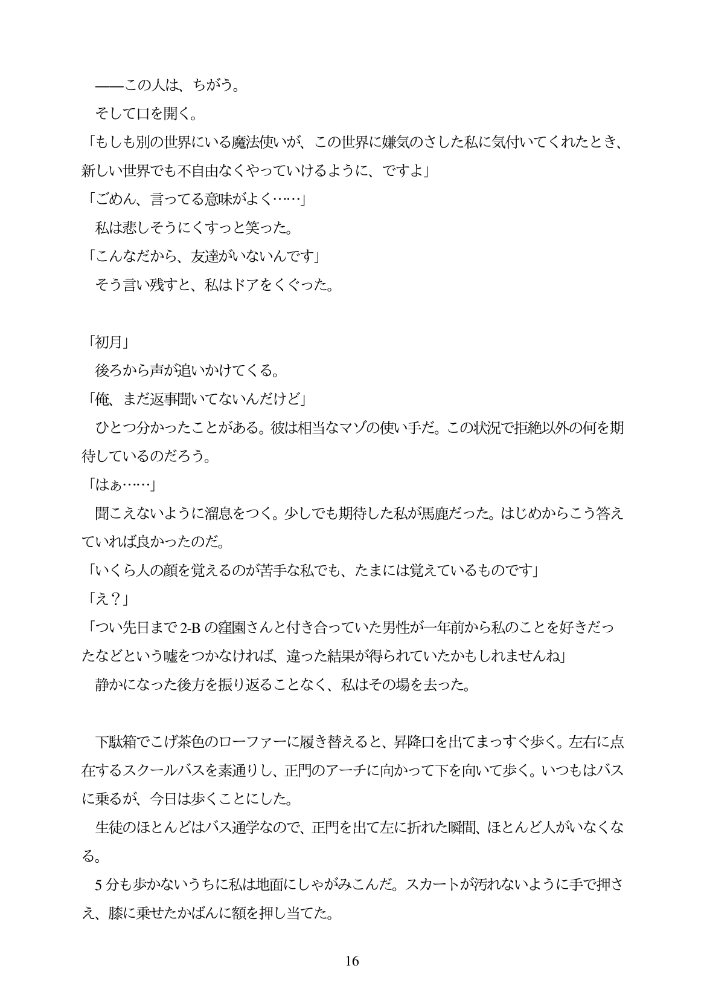 ――この人は、ちがう。
そして口を開く。
「もしも別の世界にいる魔法使いが、この世界に嫌気のさした私に気付いてくれたとき、
新しい世界でも不自由なくやっていけるように、ですよ」
「ごめん、言ってる意味がよく……」
私は悲しそうにくすっと笑った。
「こんなだから、友達がいないんです」
そう言い残すと、私はドアをくぐった。
「初月」
後ろから声が追いかけてくる。
「俺、まだ返事聞いてないんだけど」
ひとつ分かったことがある。彼は相当なマゾの使い手だ。この状況で拒絶以外の何を期
待しているのだろう。
「はぁ……」
聞こえないように溜息をつく。少しでも期待した私が馬鹿だった。はじめからこう答え
ていれば良かったのだ。
「いくら人の顔を覚えるのが苦手な私でも、たまには覚えているものです」
「え？」
「つい先日まで 2-B の窪園さんと付き合っていた男性が一年前から私のことを好きだっ
たなどという嘘をつかなければ、違った結果が得られていたかもしれませんね」
静かになった後方を振り返ることなく、私はその場を去った。
下駄箱でこげ茶色のローファーに履き替えると、昇降口を出てまっすぐ歩く。左右に点
在するスクールバスを素通りし、正門のアーチに向かって下を向いて歩く。いつもはバス
に乗るが、今日は歩くことにした。
生徒のほとんどはバス通学なので、正門を出て左に折れた瞬間、ほとんど人がいなくな
る。
5 分も歩かないうちに私は地面にしゃがみこんだ。スカートが汚れないように手で押さ
え、膝に乗せたかばんに額を押し当てた。
16